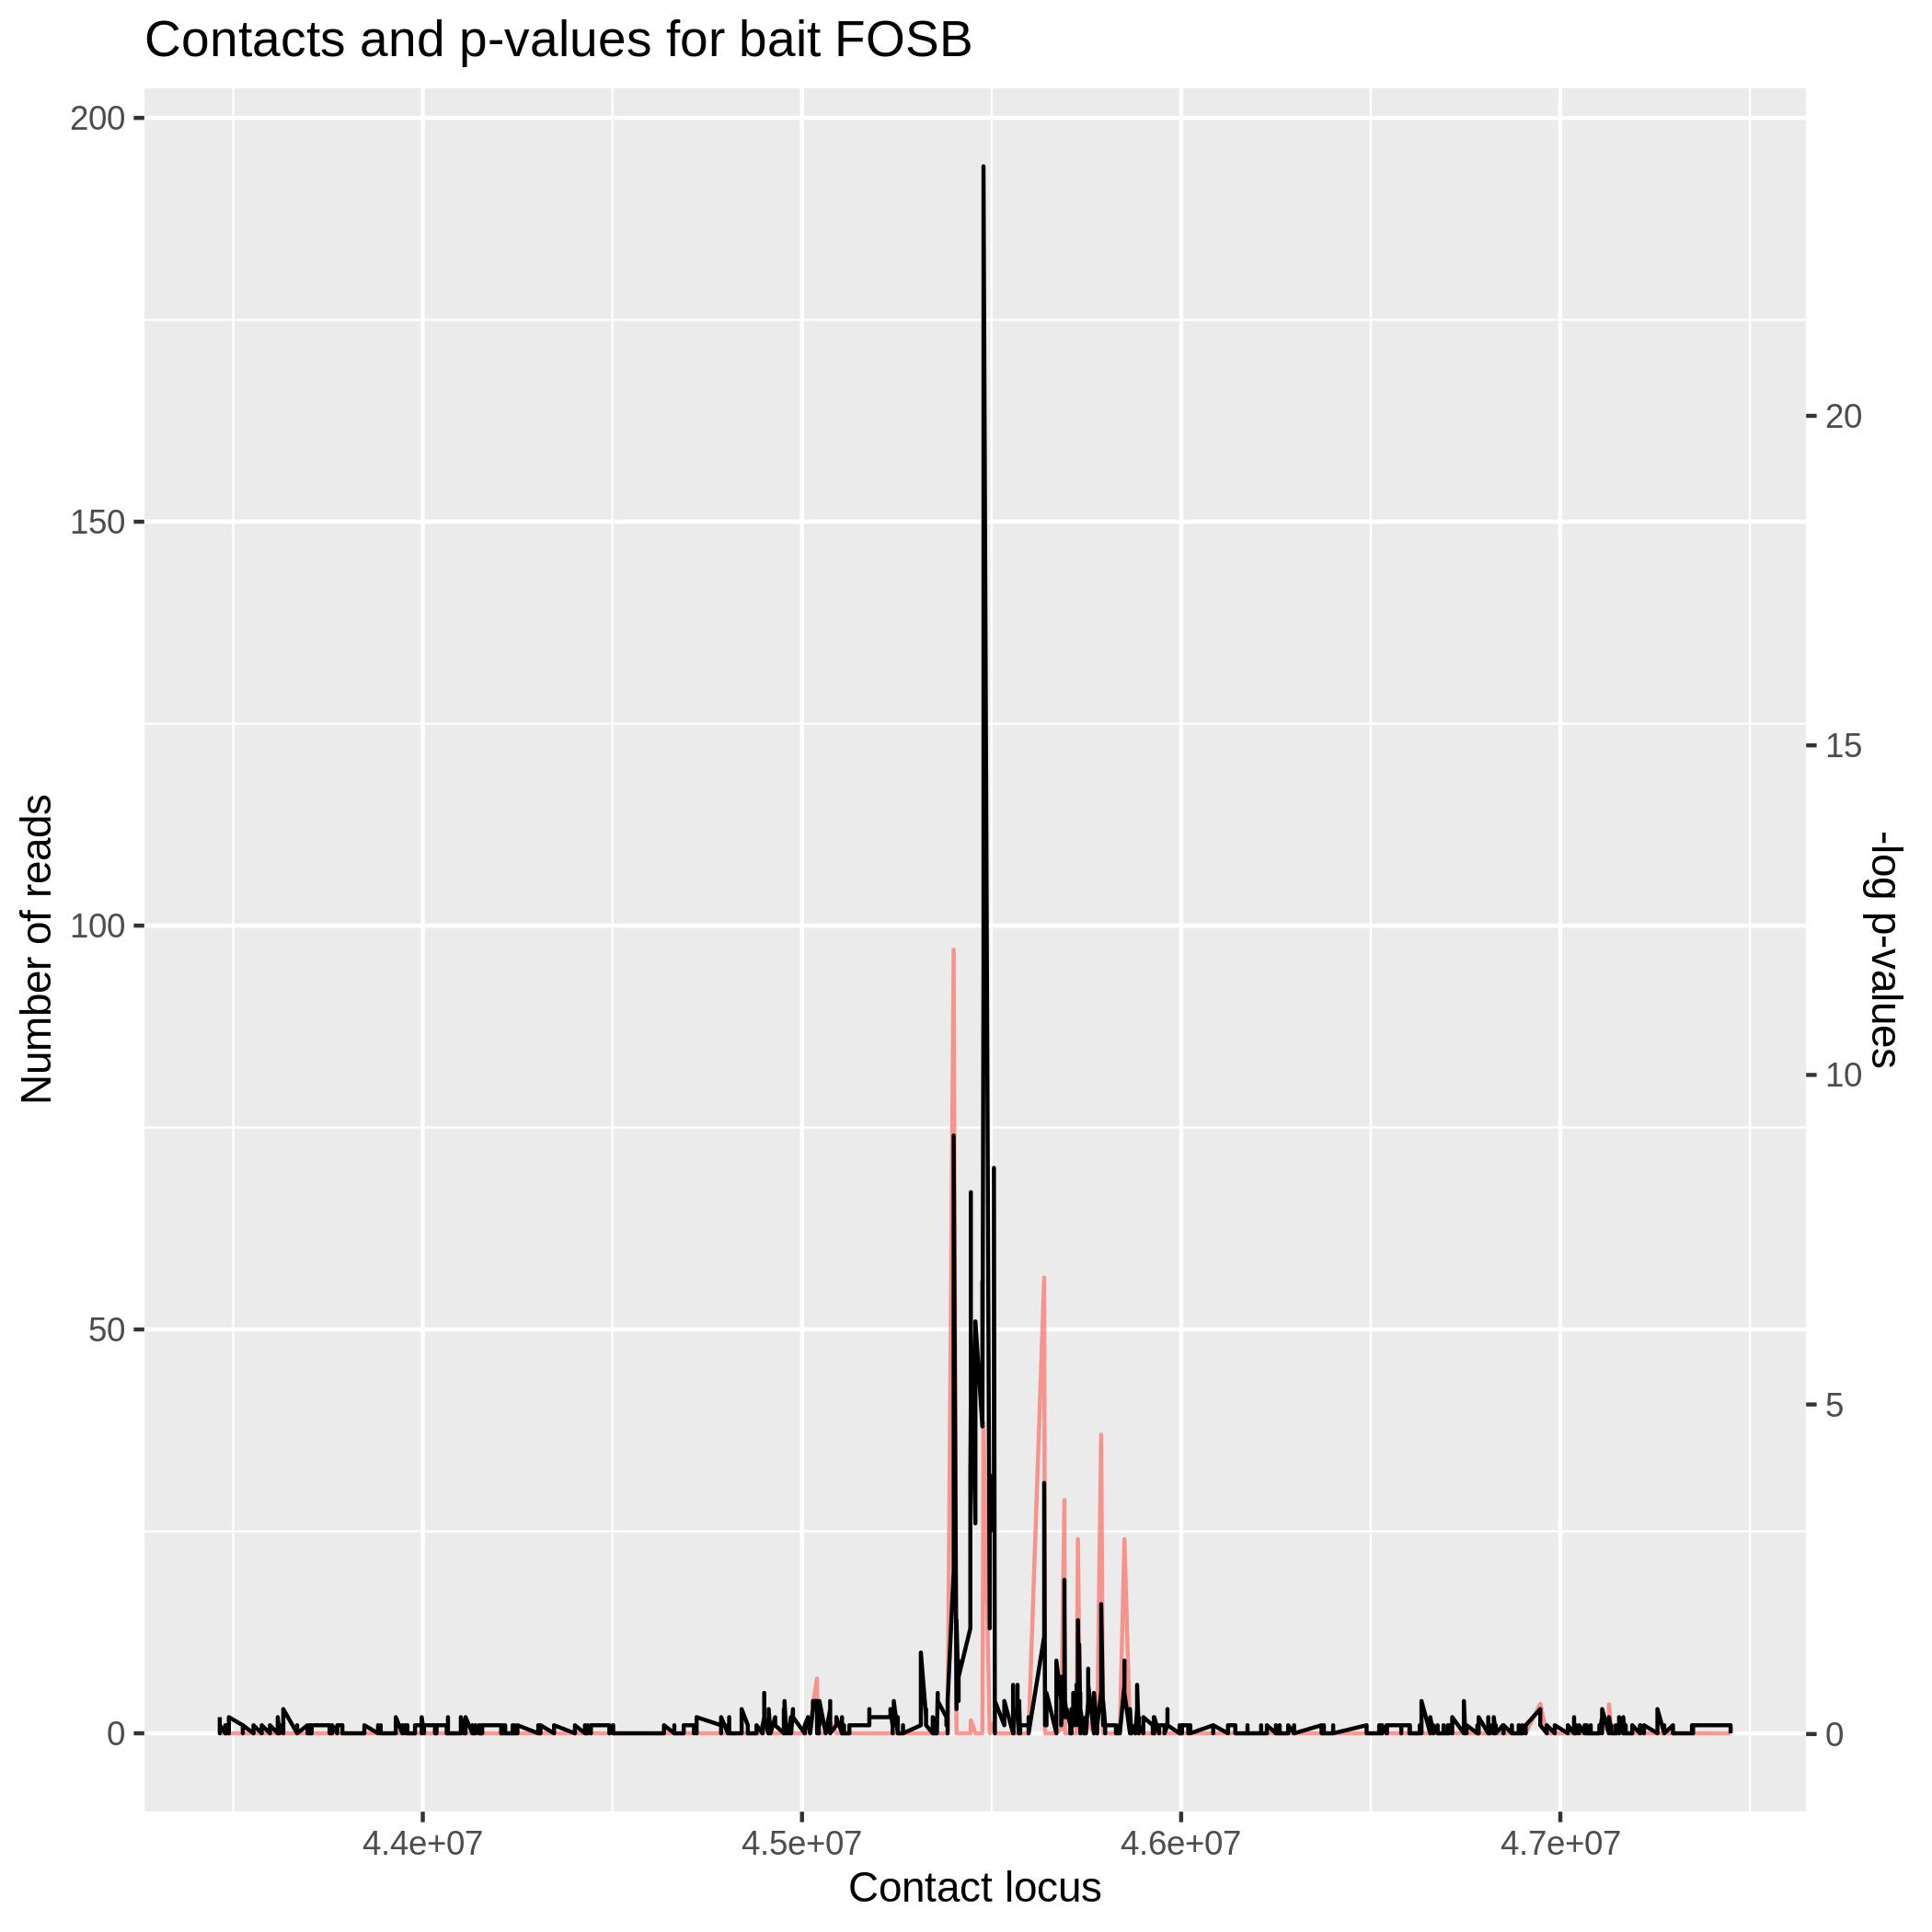 Contacts and p-values for bait FOSB
200
150
100
50
0
Number of reads
20
15
10
5
0
-log p-values
4.4e+07
4.5e+07
4.6e+07
4.7e+07
Contact locus